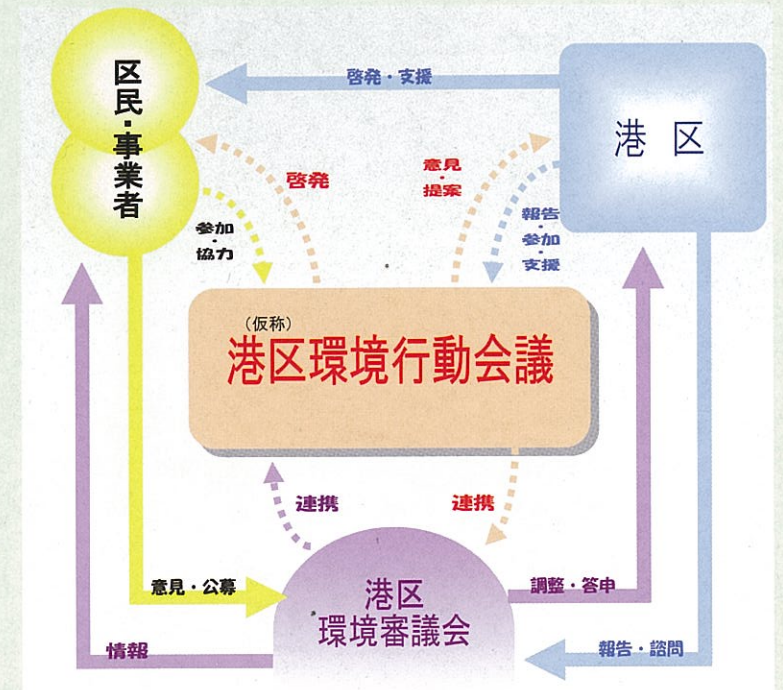 区民・事業者
啓発・支援
港 区
啓発
意見・提案
参加・協力
報告・参加・支援
（仮称）
港区環境行動会議
連携
連携
意見・公募
港区
環境審議会
調整・答申
情報
報告・諮問